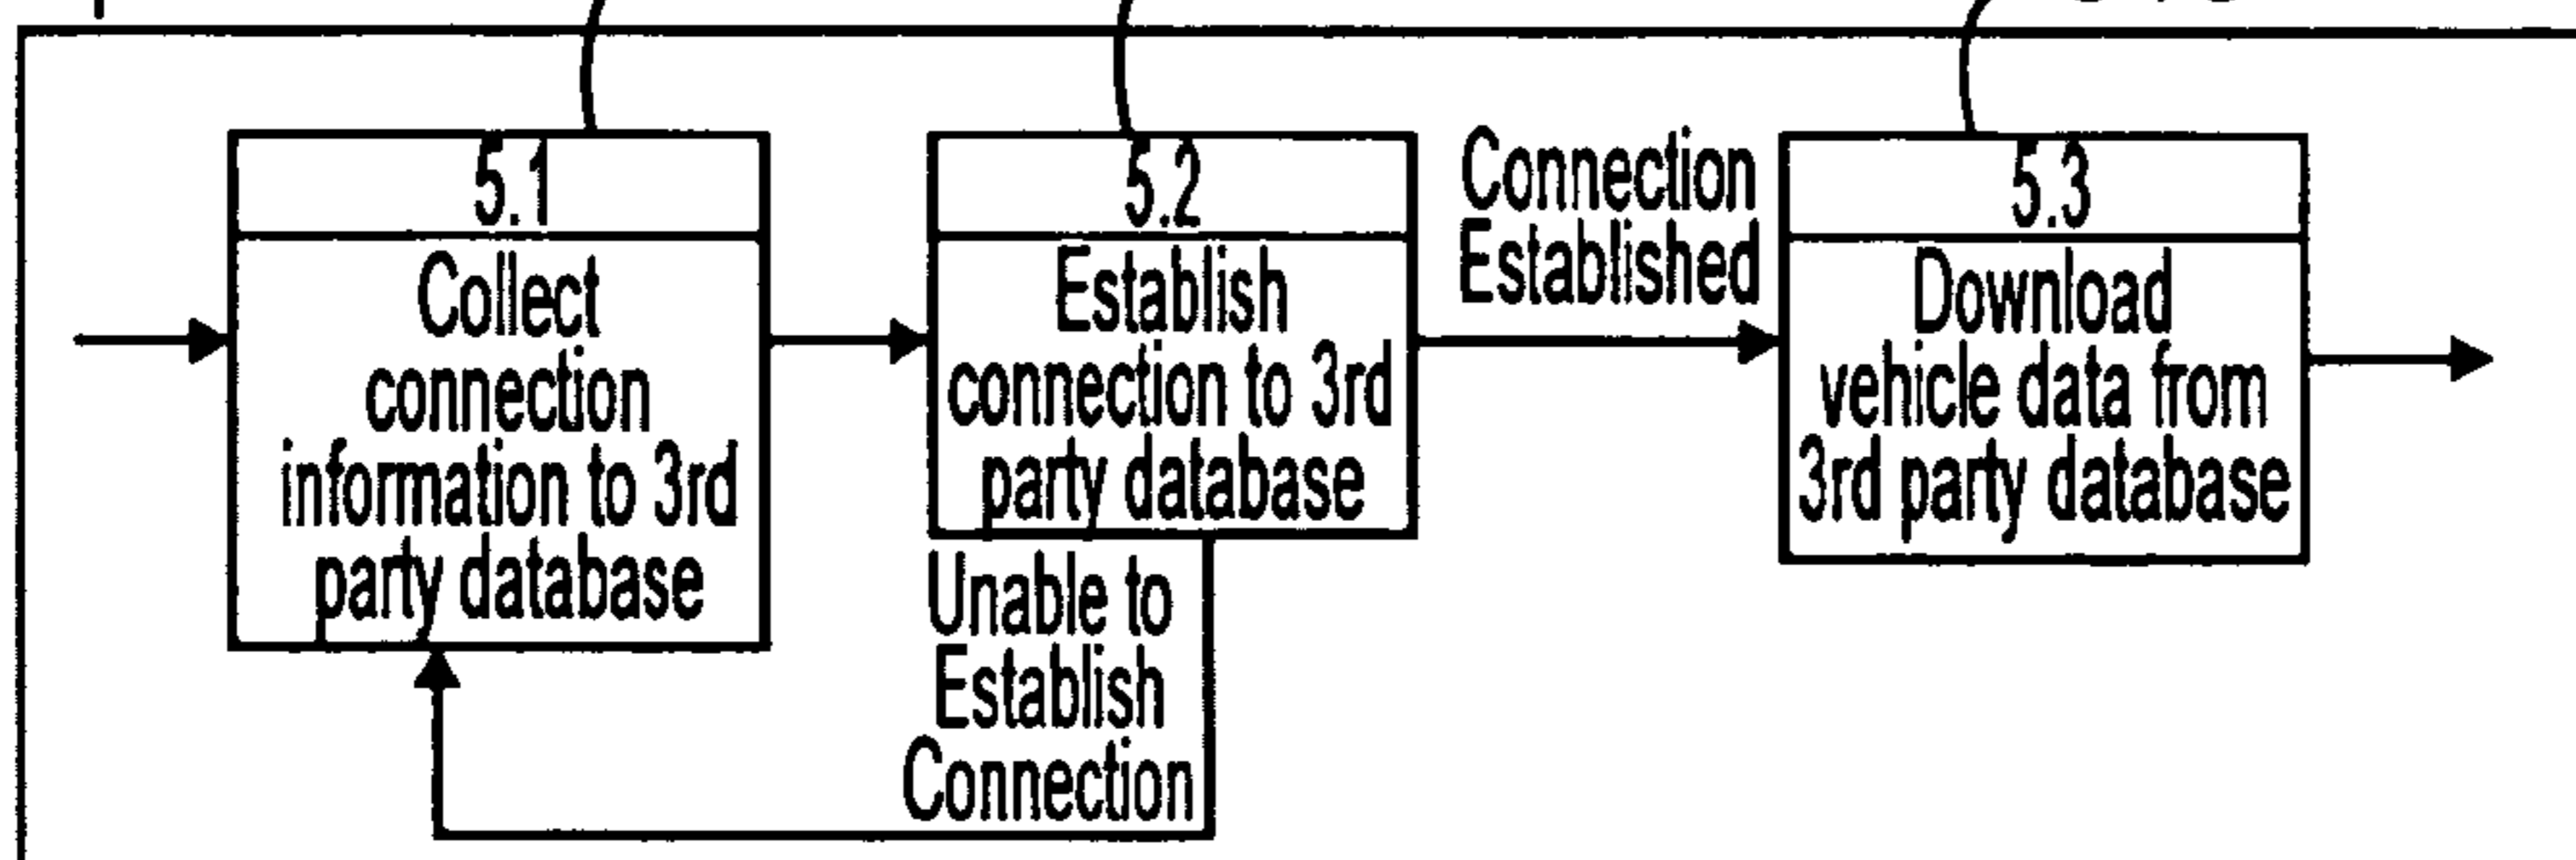 5.1
Collect
connection
information to 3rd
party database
5.2
Establish
connection to 3rd
party database
Unable to
Establish
Connection
Connection
Established
5.3
Download
vehicle data from
3rd party database